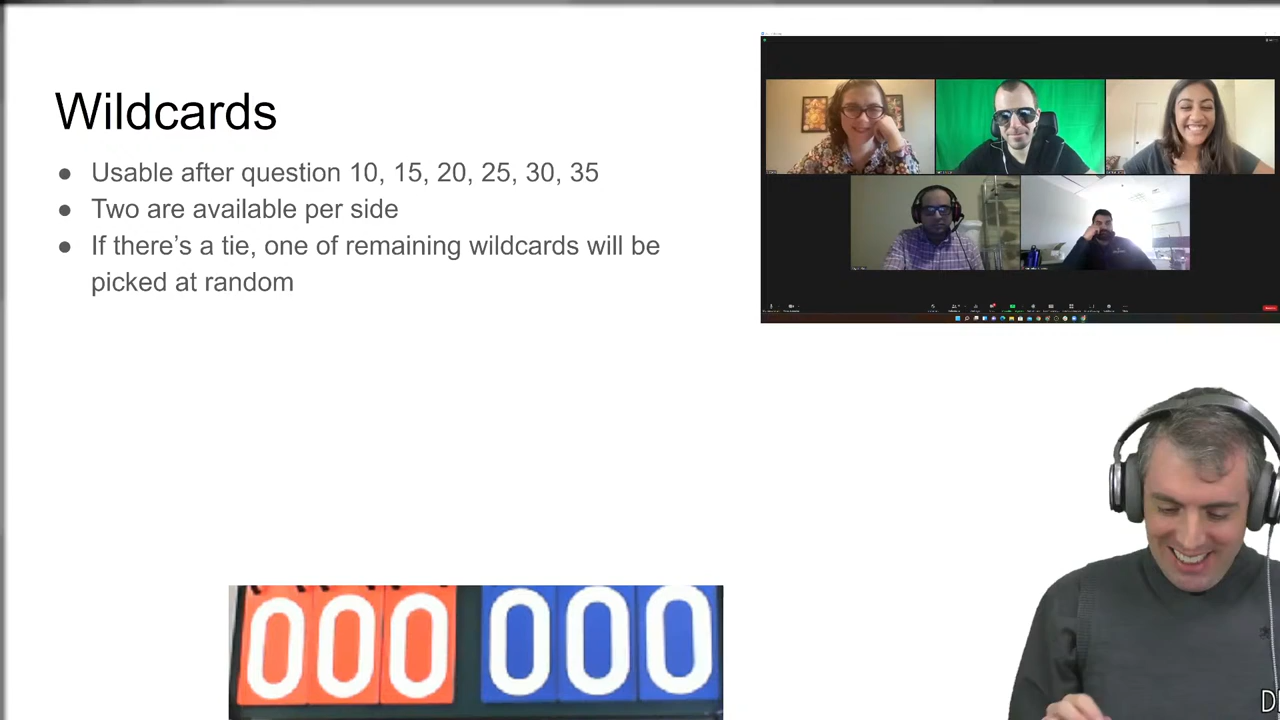 Wildcards
● Usable after question 10, 15, 20, 25, 30, 35
● Two are available per side
● If there's a tie, one of remaining wildcards will be
picked at random
000 000